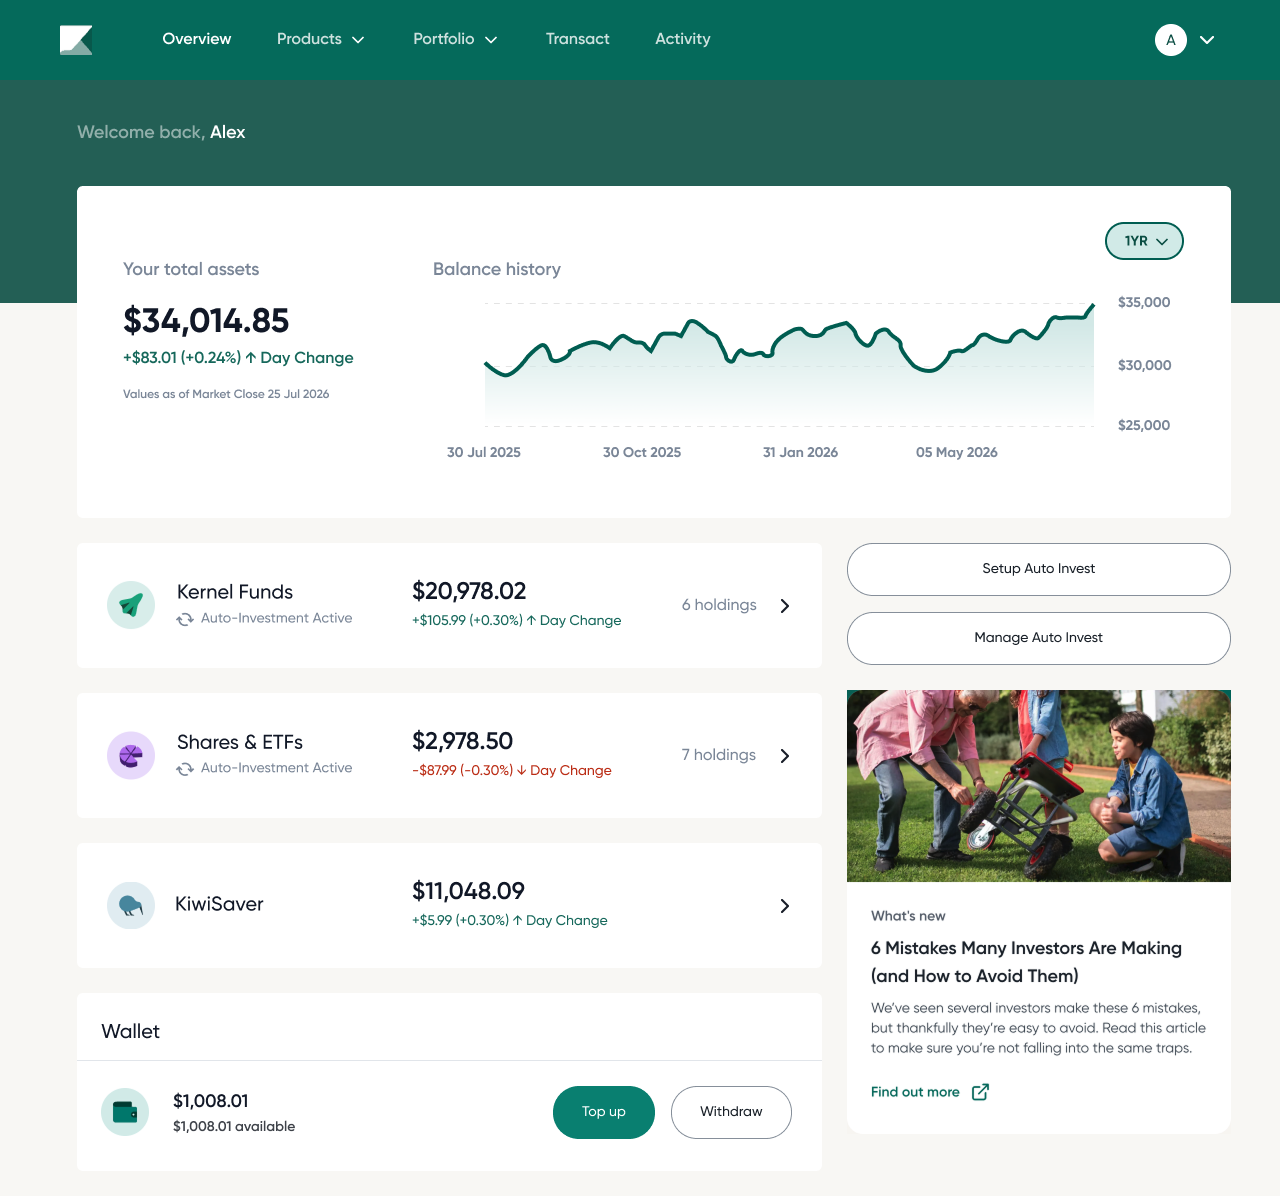 Overview
Products
Portfolio
Transact
Activity
A
Welcome back, Alex
1YR
Your total assets
$34,014.85
+$83.01 (+0.24%) ↑ Day Change
Values as of Market Close 25 Jul 2026
Balance history
$35,000
$30,000
$25,000
30 Jul 2025
30 Oct 2025
31 Jan 2026
05 May 2026
Kernel Funds
Auto-Investment Active
$20,978.02
+$105.99 (+0.30%) ↑ Day Change
6 holdings
Shares & ETFs
Auto-Investment Active
$2,978.50
-$87.99 (-0.30%) ↓ Day Change
7 holdings
KiwiSaver
$11,048.09
+$5.99 (+0.30%) ↑ Day Change
Wallet
$1,008.01
$1,008.01 available
Top up
Withdraw
Setup Auto Invest
Manage Auto Invest
What's new
6 Mistakes Many Investors Are Making
(and How to Avoid Them)
We’ve seen several investors make these 6 mistakes,
but thankfully they’re easy to avoid. Read this article
to make sure you’re not falling into the same traps.
Find out more